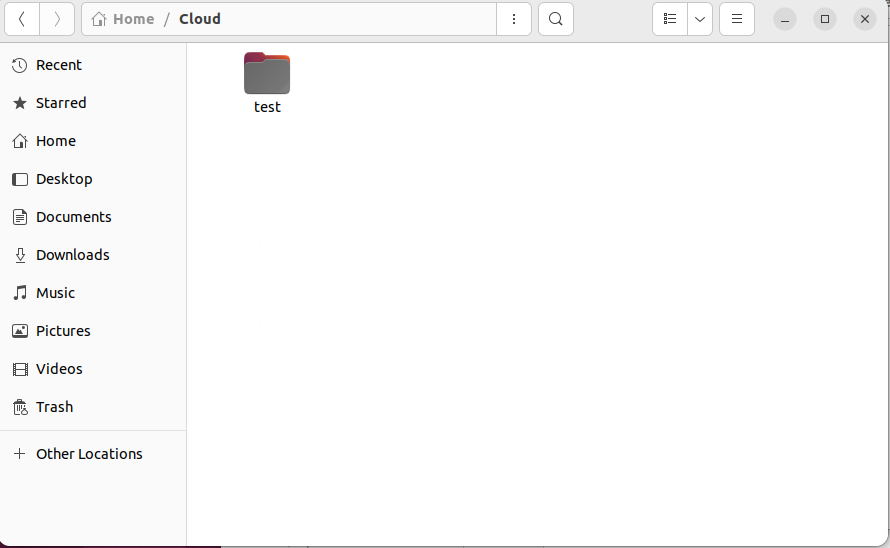 Home / Cloud
Recent
Starred
Home
Desktop
Documents
Downloads
Music
Pictures
Videos
Trash
Other Locations
test